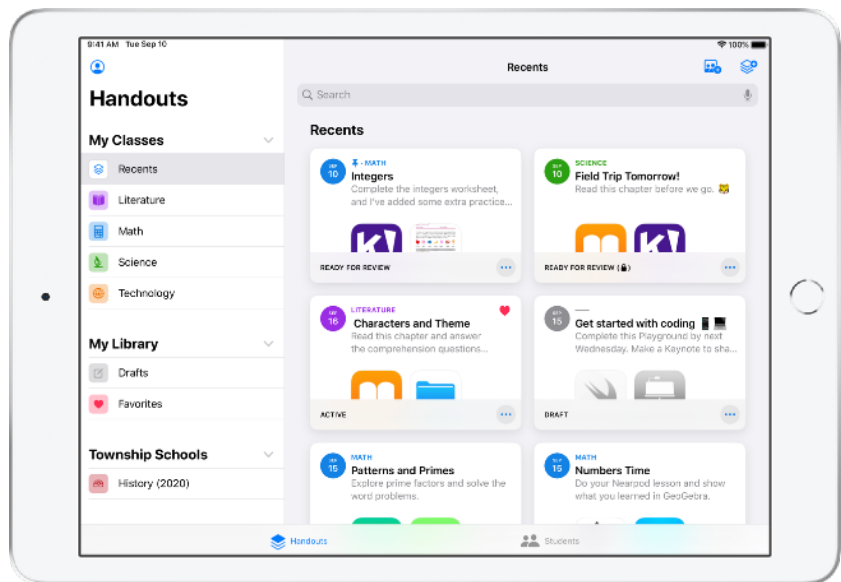 9:41 AM Tue Sep 10
100%
Handouts
My Classes
Recents
Literature
Math
Science
Technology
My Library
Drafts
Favorites
Township Schools
History (2020)
Recents
Search
Recents
SEP
10
- MATH
Integers
Complete the integers worksheet,
and I've added some extra practice...
K!
READY FOR REVIEW
SEP
10
SCIENCE
Field Trip Tomorrow!
Read this chapter before we go. 🐯
K!
READY FOR REVIEW (🔒)
SEP
16
LITERATURE
Characters and Theme
Read this chapter and answer
the comprehension questions...
ACTIVE
SEP
15
—
Get started with coding 📱 💻
Complete this Playground by next
Wednesday. Make a Keynote to sha...
DRAFT
SEP
15
MATH
Patterns and Primes
Explore prime factors and solve the
word problems.
SEP
15
MATH
Numbers Time
Do your Nearpod lesson and show
what you learned in GeoGebra.
Handouts
Students